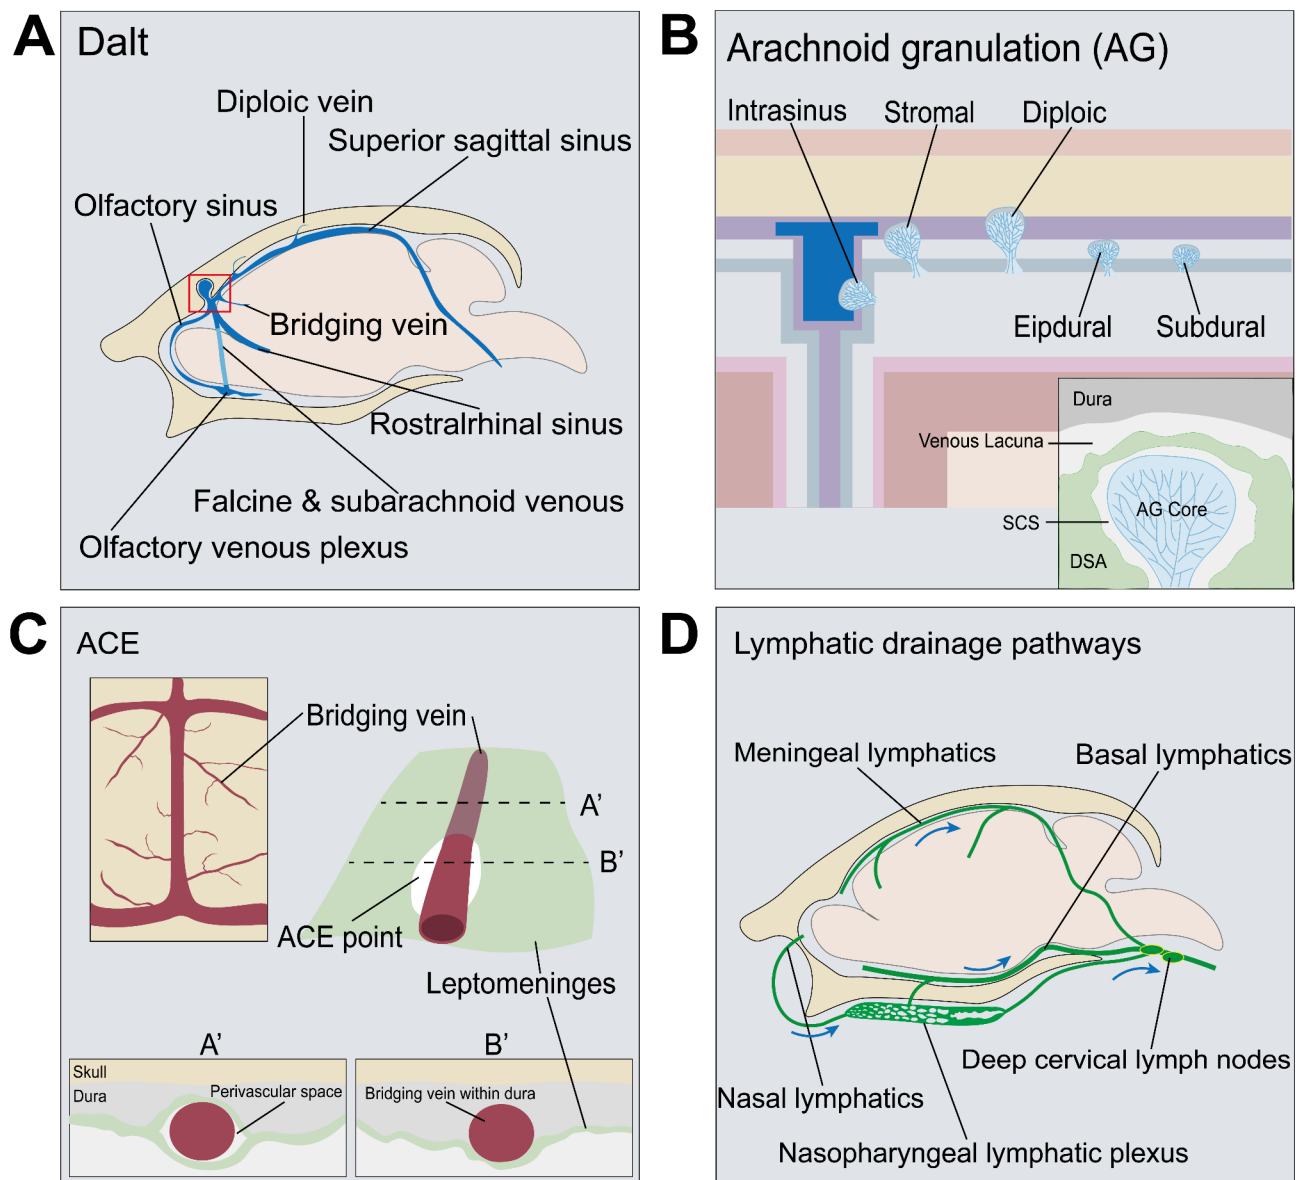 A
Dalt
Diploic vein
Superior sagittal sinus
Olfactory sinus
Bridging vein
Rostralrhinal sinus
Falcine & subarachnoid venous
Olfactory venous plexus
B
Arachnoid granulation (AG)
Intrasinus
Stromal
Diploic
Eipdural
Subdural
Dura
Venous Lacuna
AG Core
SCS
DSA
C
ACE
Bridging vein
A'
B'
ACE point
Leptomeninges
A'
Skull
Dura
Perivascular space
B'
Bridging vein within dura
D
Lymphatic drainage pathways
Meningeal lymphatics
Basal lymphatics
Deep cervical lymph nodes
Nasal lymphatics
Nasopharyngeal lymphatic plexus